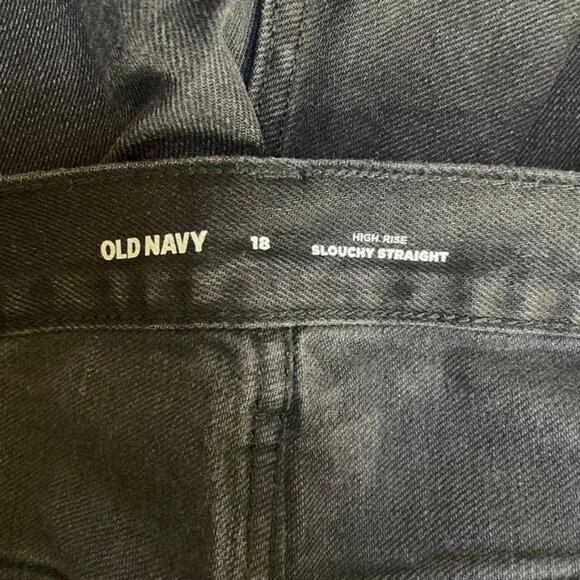 OLD NAVY 18 HIGH RISE
SLOUCHY STRAIGHT